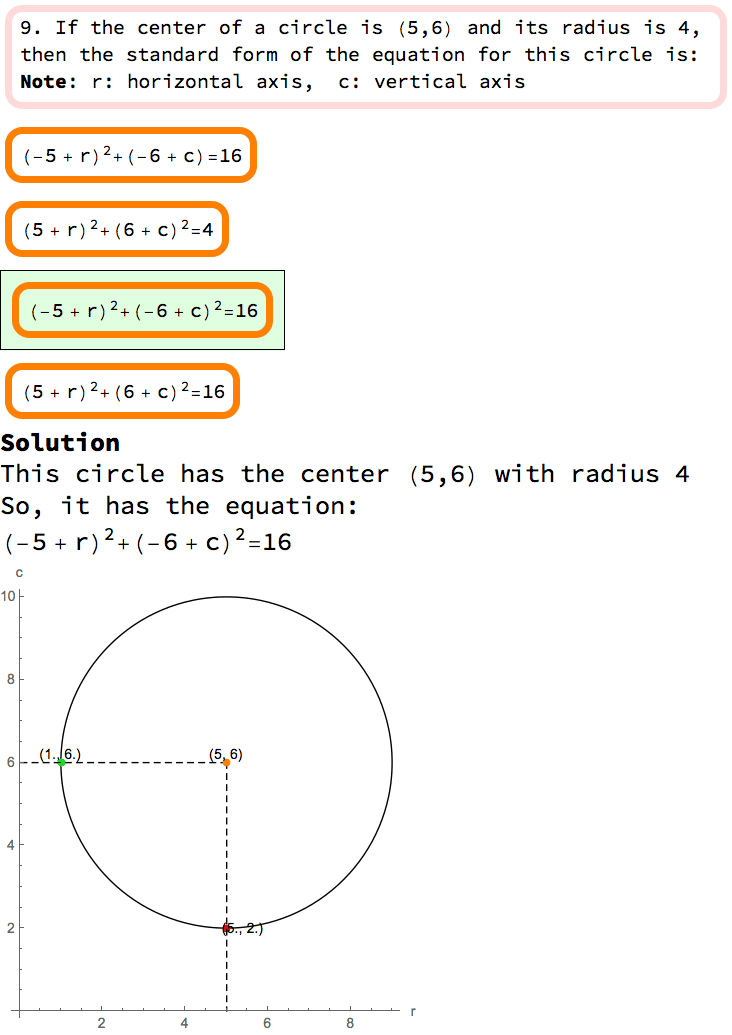 9. If the center of a circle is (5,6) and its radius is 4,
then the standard form of the equation for this circle is:
Note: r: horizontal axis, c: vertical axis
(-5 + r)²+(-6 + c)=16
(5 + r)²+(6 + c)²=4
(-5 + r)²+(-6 + c)²=16
(5 + r)²+(6 + c)²=16
Solution
This circle has the center (5,6) with radius 4
So, it has the equation:
(-5 + r)²+(-6 + c)²=16
c
10
8
(1., 6.) (5, 6)
6
4
(5., 2.)
2
r
2 4 6 8